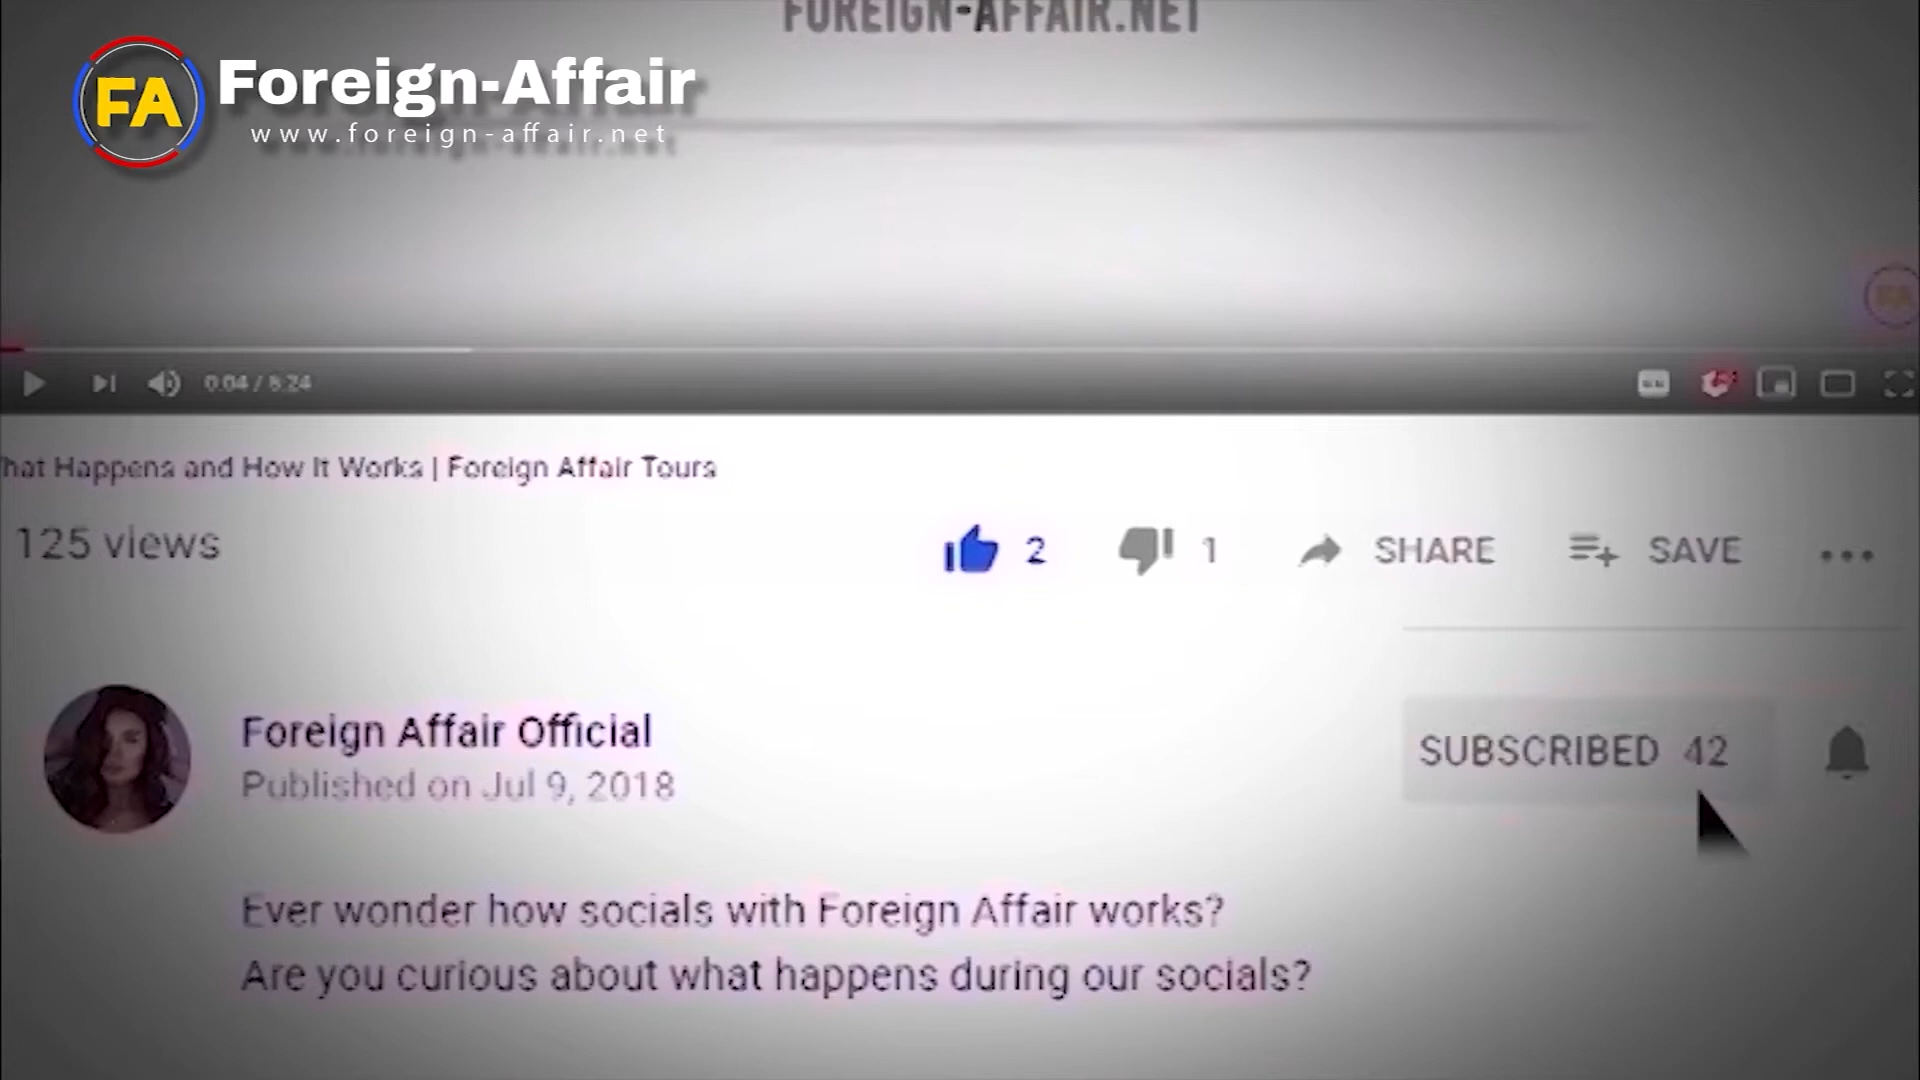 FOREIGN-AFFAIR.NET
FA Foreign-Affair
www.foreign-affair.net
FA
0:04 / 8:24
hat Happens and How It Works | Foreign Affair Tours
125 views
2
1
SHARE
SAVE
Foreign Affair Official
SUBSCRIBED 42
Published on Jul 9, 2018
Ever wonder how socials with Foreign Affair works?
Are you curious about what happens during our socials?